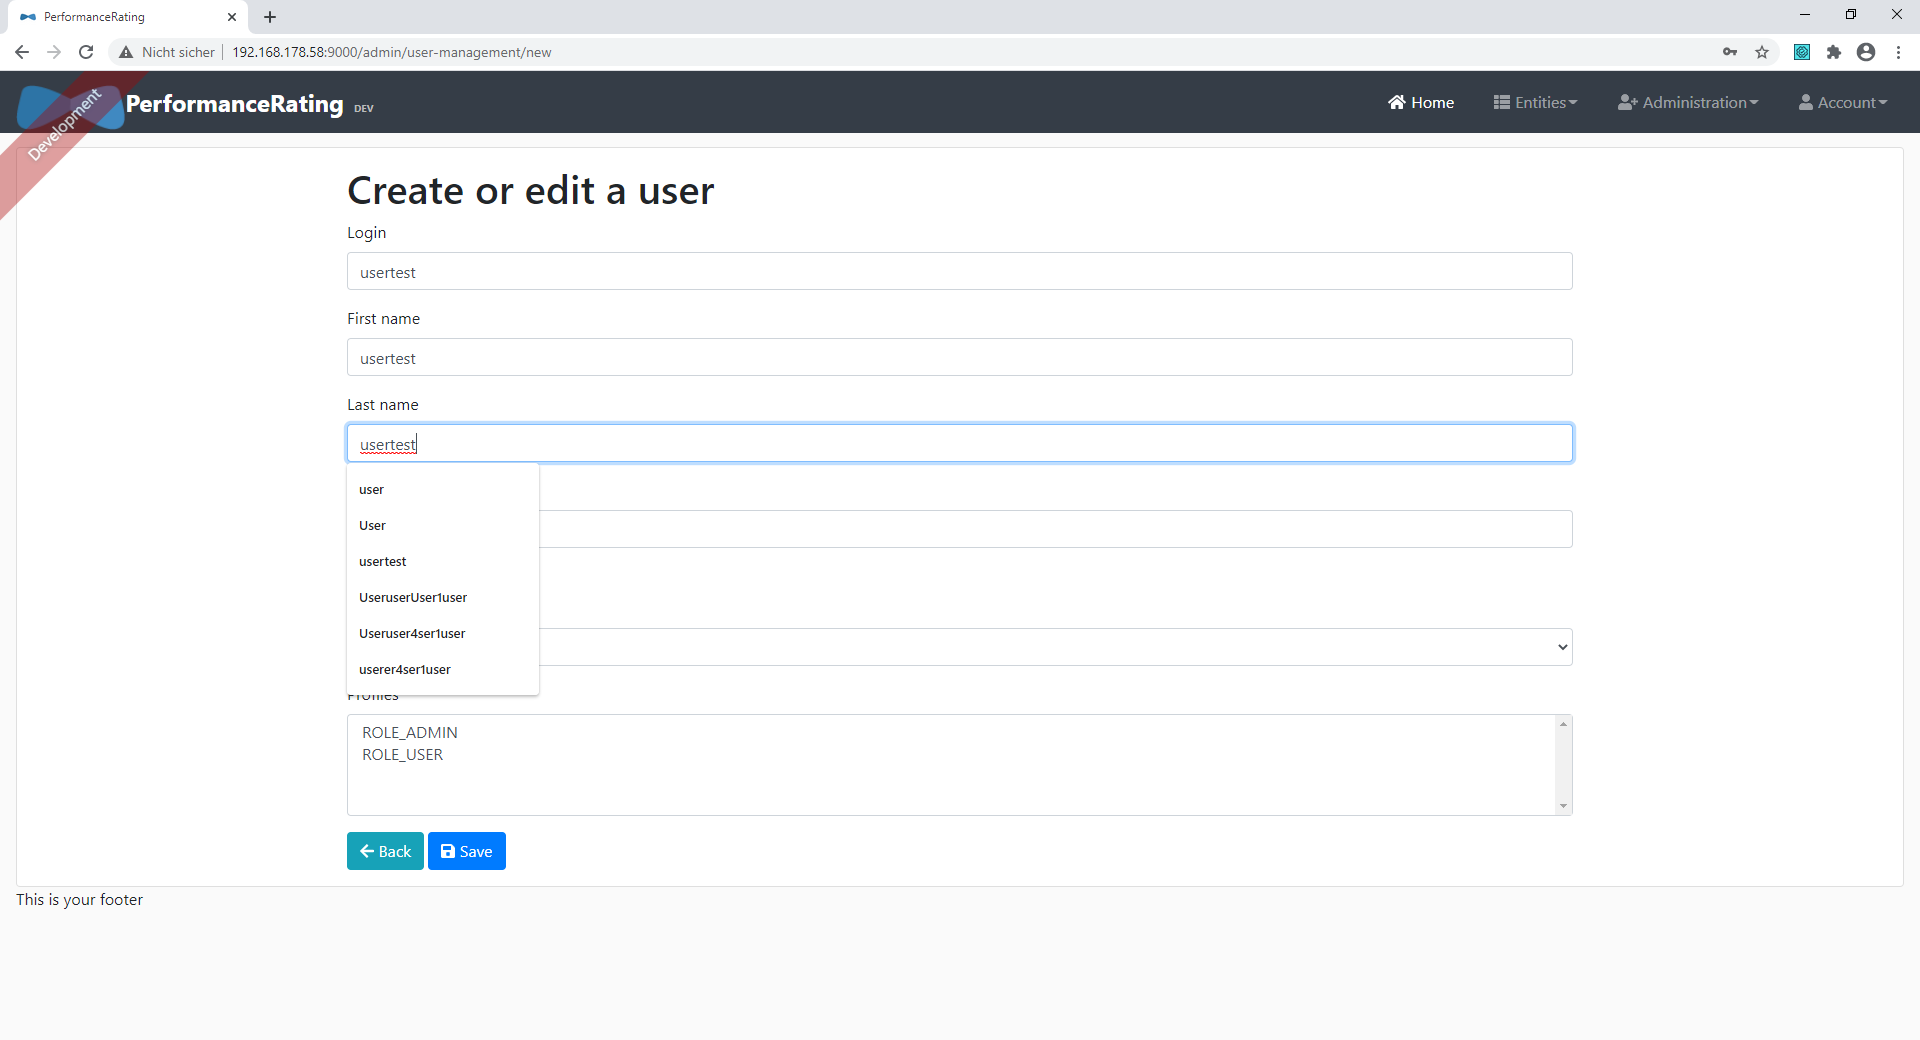 PerformanceRating
Nicht sicher
192.168.178.58:9000/admin/user-management/new
Development
PerformanceRating DEV
Home
Entities
Administration
Account
Create or edit a user
Login
usertest
First name
usertest
Last name
usertest
user
User
usertest
UseruserUser1user
Useruser4ser1user
userer4ser1user
Profiles
ROLE_ADMIN
ROLE_USER
Back
Save
This is your footer